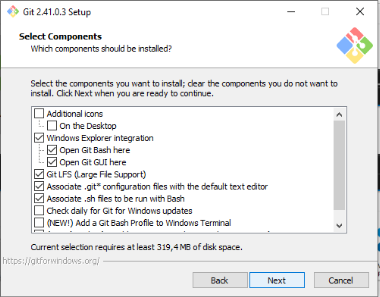 Git 2.41.0.3 Setup
Select Components
Which components should be installed?
Select the components you want to install; clear the components you do not want to
install. Click Next when you are ready to continue.
Additional icons
On the Desktop
Windows Explorer integration
Open Git Bash here
Open Git GUI here
Git LFS (Large File Support)
Associate .git* configuration files with the default text editor
Associate .sh files to be run with Bash
Check daily for Git for Windows updates
(NEW!) Add a Git Bash Profile to Windows Terminal
Current selection requires at least 319,4 MB of disk space.
https://gitforwindows.org/
Back
Next
Cancel